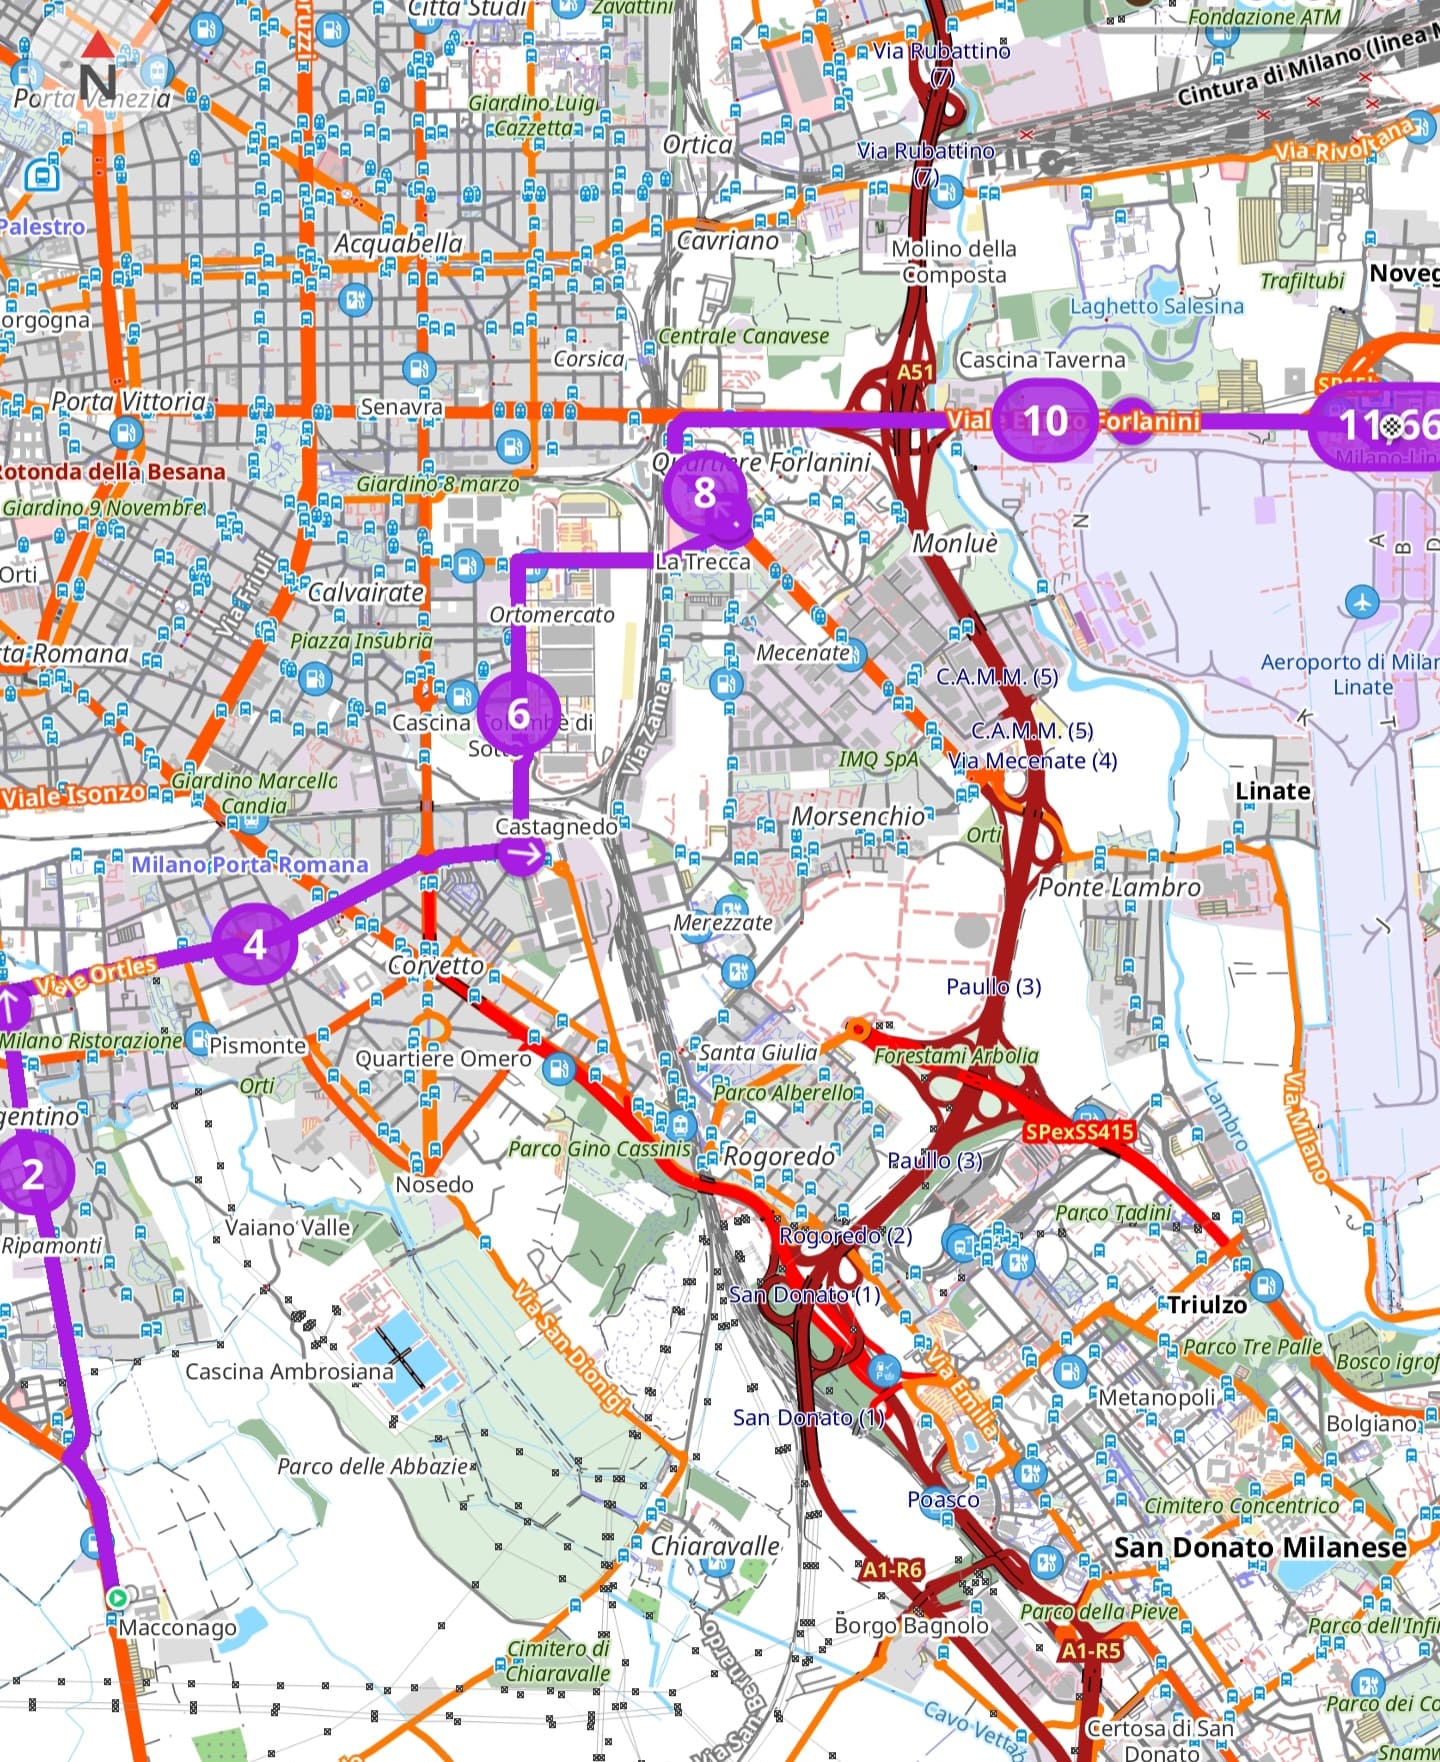 Città Studi
Zavattini
Fondazione ATM
Via Rubattino
(7)
Cintura di Milano (linea
N
Porta Venezia
Giardino Luigi
Cazzetta
Ortica
Via Rubattino
(7)
Via Rivoltana
Palestro
Acquabella
Cavriano
Molino della
Composta
Trafiltubi
Noveg
Laghetto Salesina
orgogna
Centrale Canavese
Corsica
Cascina Taverna
A51
Porta Vittoria
Senavra
10
Forlanini
11,66
Rotonda della Besana
Quartiere Forlanini
Giardino 8 marzo
8
Giardino 9 Novembre
N
Monluè
A
B
D
La Trecca
Orti
Calvairate
Via Friuli
Ortomercato
Piazza Insubria
ta Romana
Mecenate
Aeroporto di Milan
Linate
C.A.M.M. (5)
6
Via Zama
K
T
C.A.M.M. (5)
IMQ SpA
Via Mecenate (4)
Giardino Marcello
Candia
Viale Isonzo
Linate
Castagnedo
Morsenchio
Orti
Milano Porta Romana
Ponte Lambro
4
Merezzate
J
Viale Ortles
Corvetto
Paullo (3)
Milano Ristorazione
Pismonte
Quartiere Omero
Santa Giulia
Forestami Arbolia
Orti
Parco Alberello
gentino
SPexSS415
Lambro
Via Milano
2
Parco Gino Cassinis
Rogoredo
Paullo (3)
Nosedo
Vaiano Valle
Parco Tadini
Ripamonti
Rogoredo (2)
San Donato (1)
Triulzo
Via San Dionigi
Parco Tre Palle
Bosco igrof
Cascina Ambrosiana
Via Emilia
Metanopoli
San Donato (1)
Bolgiano
Parco delle Abbazie
Poasco
Cimitero Concentrico
Chiaravalle
San Donato Milanese
A1-R6
Macconago
Borgo Bagnolo
Parco della Pieve
Parco dell'Infi
Cimitero di
Chiaravalle
A1-R5
Via San Bernardo
Parco dei Co
Cavo Vettab
Certosa di San
Donato
Snamw